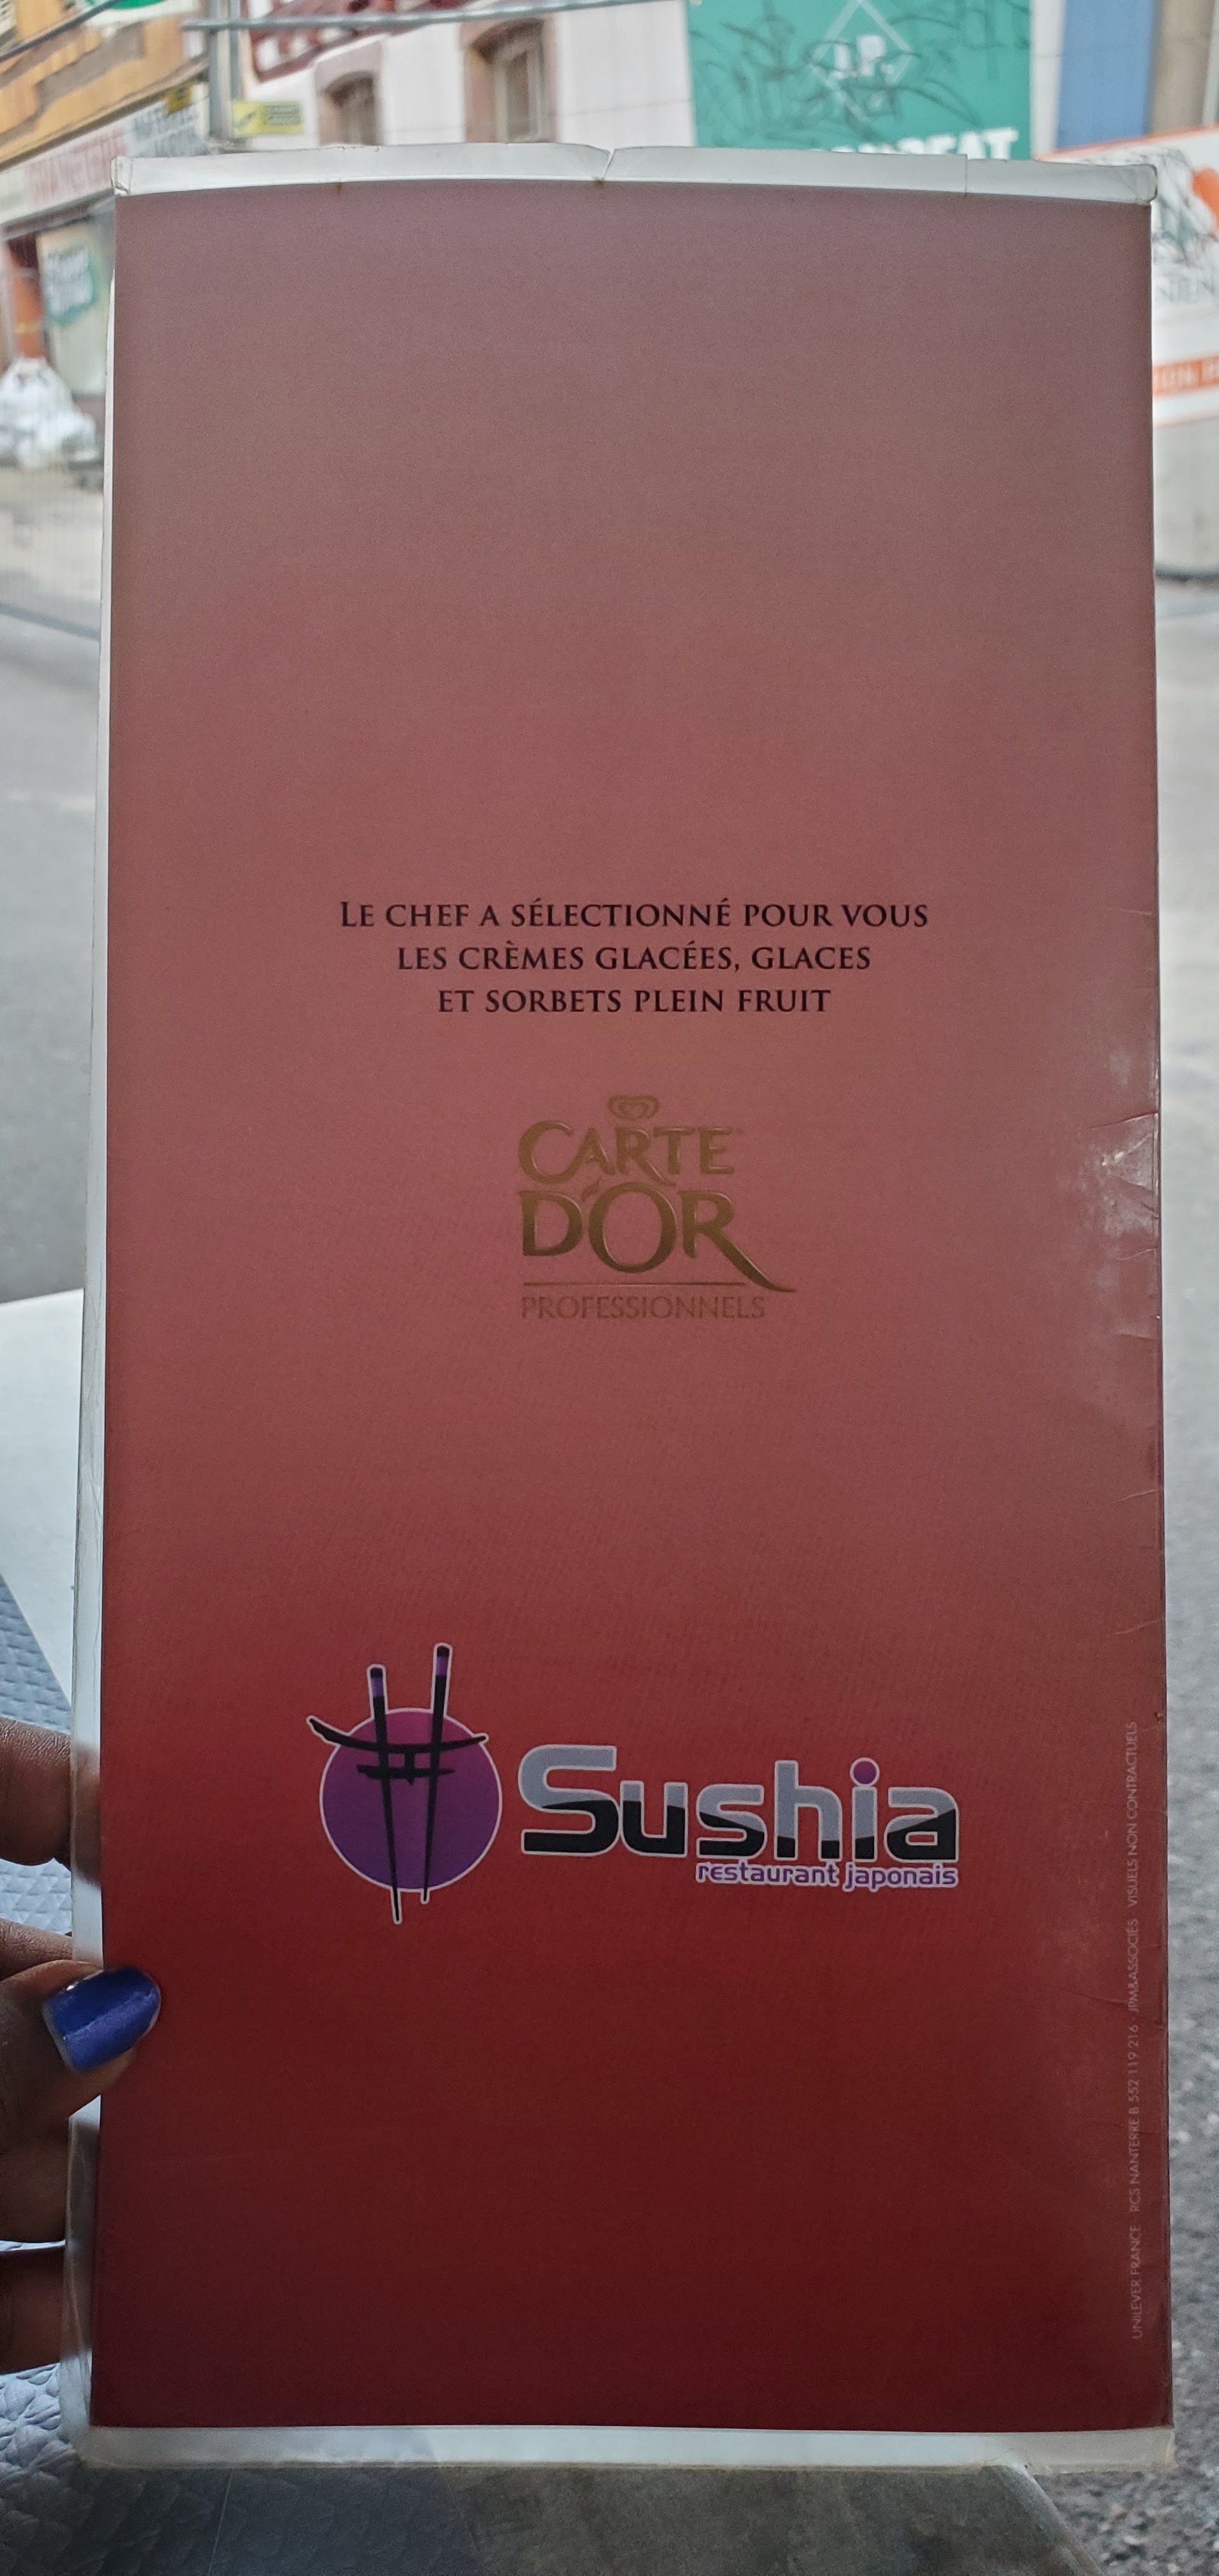 LE CHEF A SÉLECTIONNÉ POUR VOUS
LES CRÈMES GLACÉES, GLACES
ET SORBETS PLEIN FRUIT
CARTE
D'OR
PROFESSIONNELS
Sushia
restaurant japonais
UNILEVER FRANCE - RCS NANTERRE B 552 119 216 - JPM&ASSOCIÉS - VISUELS NON CONTRACTUELS